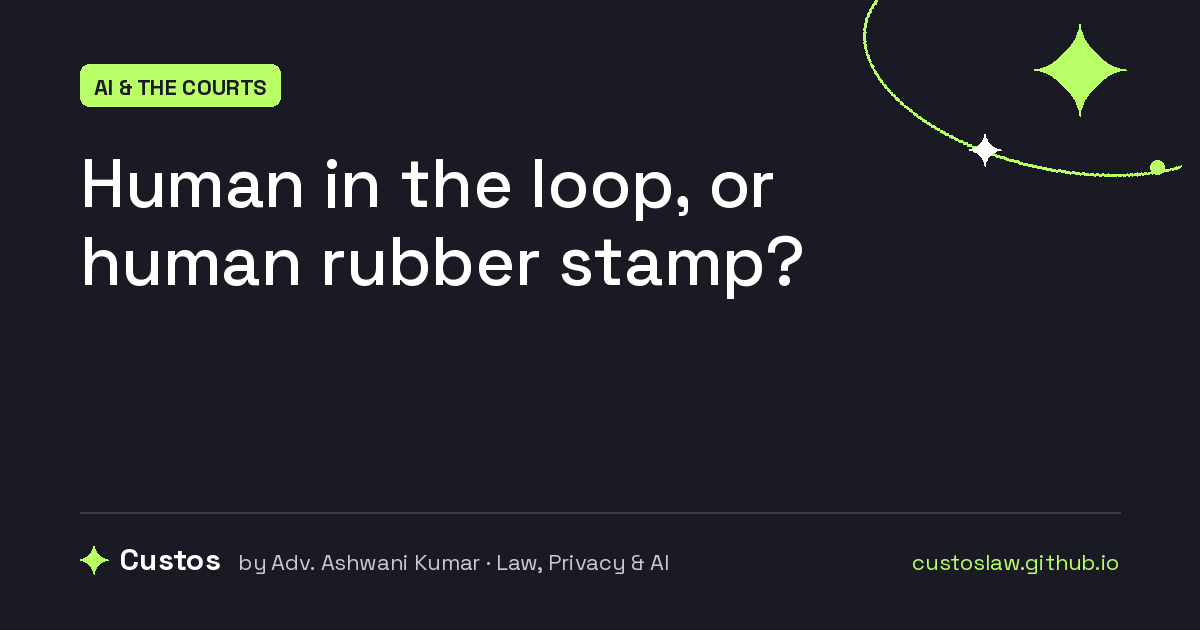 AI & THE COURTS
Human in the loop, or
human rubber stamp?
Custos by Adv. Ashwani Kumar · Law, Privacy & AI
custoslaw.github.io